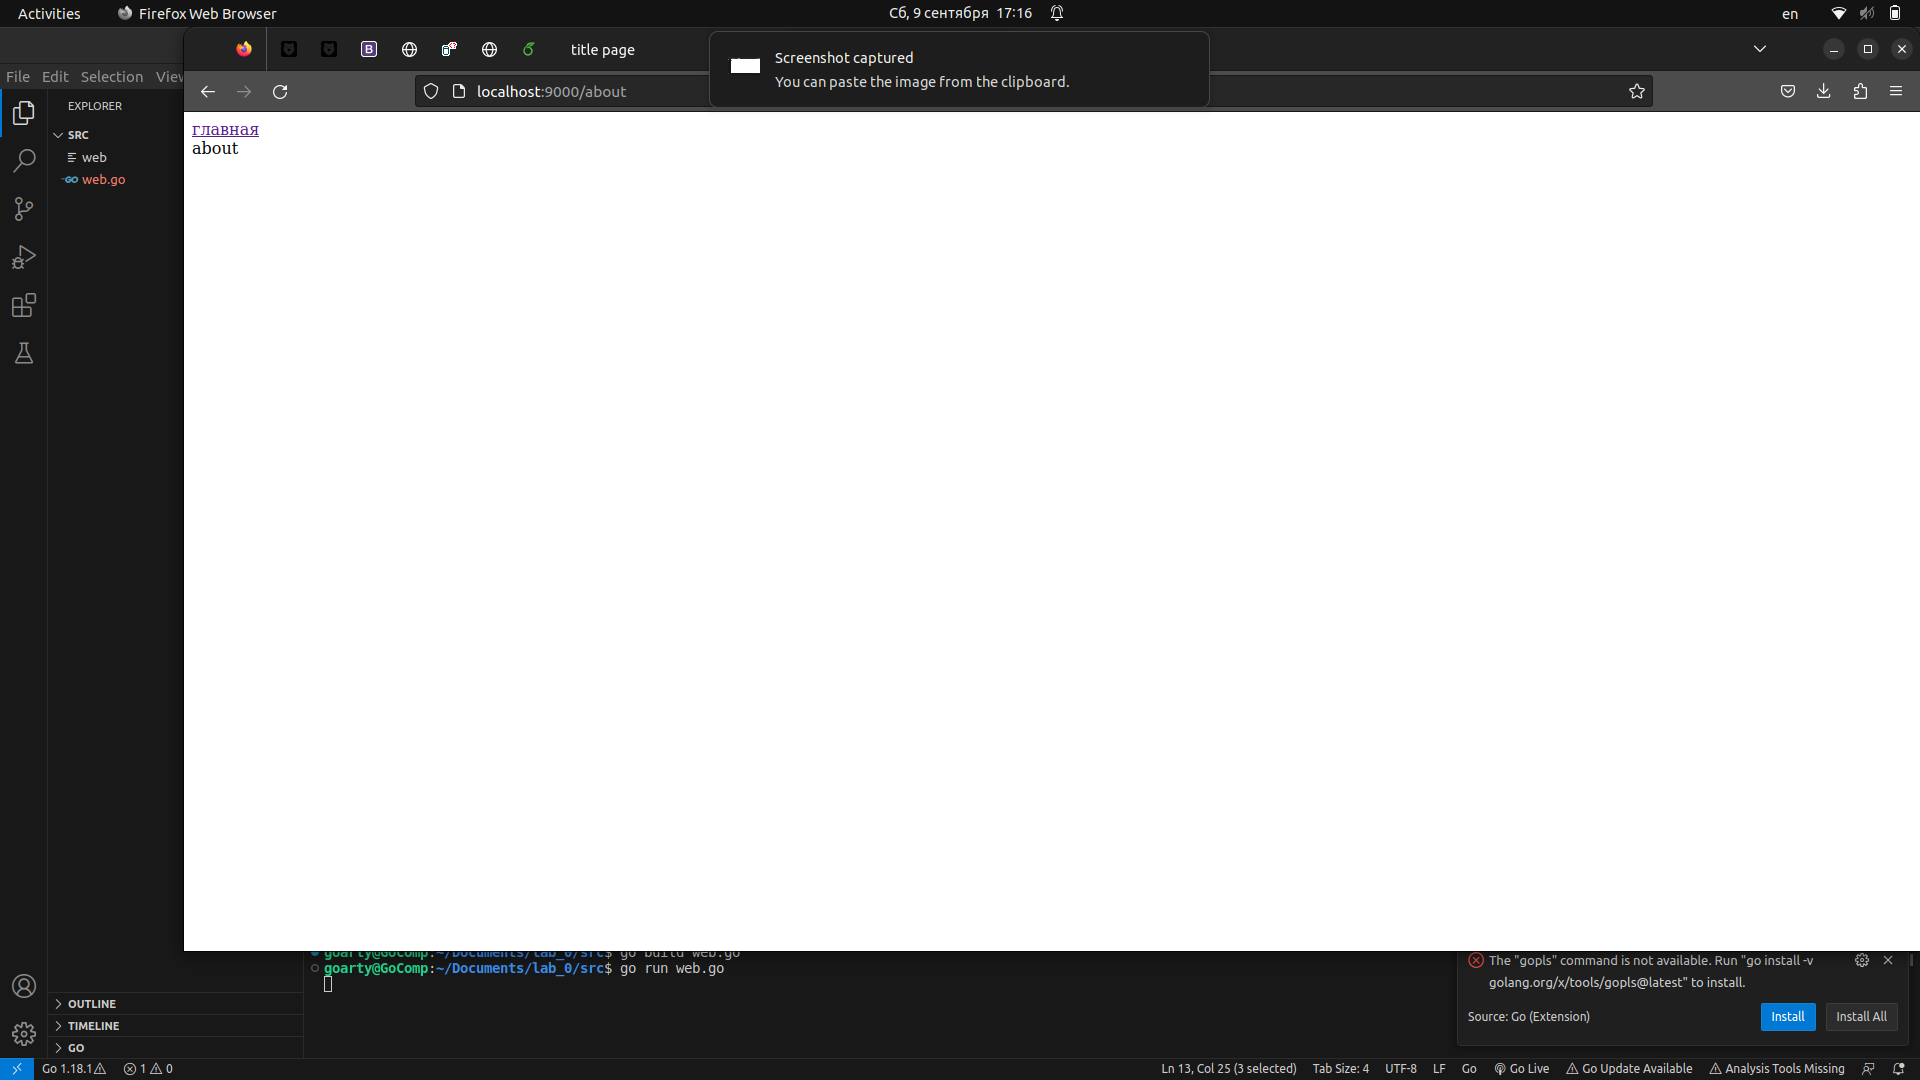 Activities
Firefox Web Browser
Сб, 9 сентября 17:16
en
title page
Screenshot captured
You can paste the image from the clipboard.
File Edit Selection View
localhost:9000/about
EXPLORER
SRC
web
GO web.go
главная
about
goarty@GoComp:~/Documents/lab_0/src$ go build web.go
goarty@GoComp:~/Documents/lab_0/src$ go run web.go
The "gopls" command is not available. Run "go install -v
golang.org/x/tools/gopls@latest" to install.
Source: Go (Extension)
Install
Install All
OUTLINE
TIMELINE
GO
Go 1.18.1
1 0
Ln 13, Col 25 (3 selected)
Tab Size: 4
UTF-8
LF
Go
Go Live
Go Update Available
Analysis Tools Missing